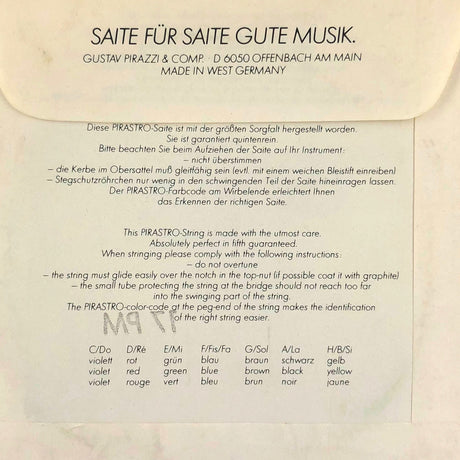 SAITE FÜR SAITE GUTE MUSIK.
GUSTAV PIRAZZI & COMP. · D 6050 OFFENBACH AM MAIN
MADE IN WEST GERMANY
Diese PIRASTRO-Saite ist mit der größten Sorgfalt hergestellt worden.
Sie ist garantiert quintenrein.
Bitte beachten Sie beim Aufziehen der Saite auf Ihr Instrument:
– nicht überstimmen
– die Kerbe im Obersattel muß gleitfähig sein (evtl. mit einem weichen Bleistift einreiben)
– Stegschutzröhrchen nur wenig in den schwingenden Teil der Saite hineinragen lassen.
Der PIRASTRO-Farbcode am Wirbelende erleichtert Ihnen
das Erkennen der richtigen Saite.
This PIRASTRO-String is made with the utmost care.
Absolutely perfect in fifth guaranteed.
When stringing please comply with the following instructions:
– do not overtune
– the string must glide easily over the notch in the top-nut (if possible coat it with graphite)
– the small tube protecting the string at the bridge should not reach too far
into the swinging part of the string.
The PIRASTRO-color-code at the peg-end of the string makes the identification
of the right string easier.
17 PM
C/Do D/Ré E/Mi F/Fis/Fa G/Sol A/La H/B/Si
violett rot grün blau braun schwarz gelb
violet red green blue brown black yellow
violet rouge vert bleu brun noir jaune